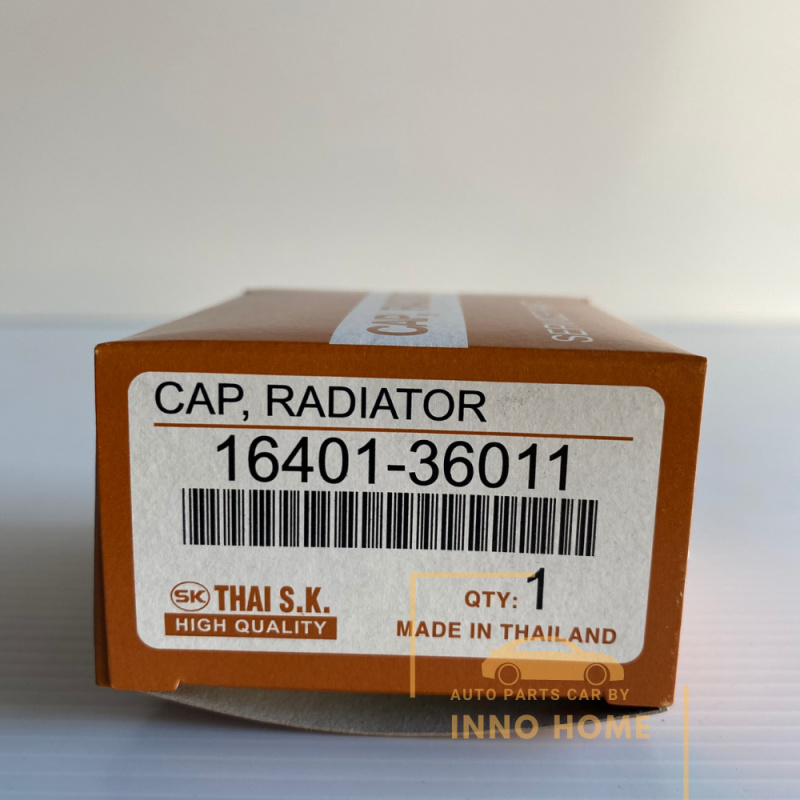 CAP, RADIATOR
16401-36011
SK THAI S.K.
HIGH QUALITY
QTY: 1
MADE IN THAILAND
AUTO PARTS CAR BY
INNO HOME